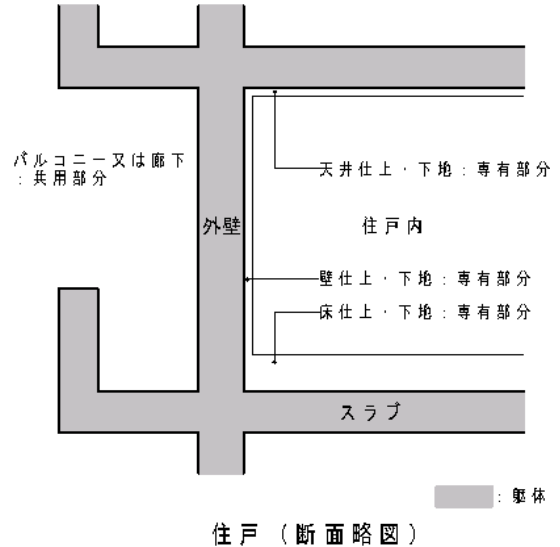 バルコニー又は廊下
：共用部分
天井仕上・下地：専有部分
外壁
住戸内
壁仕上・下地：専有部分
床仕上・下地：専有部分
スラブ
：躯体
住戸（断面略図）